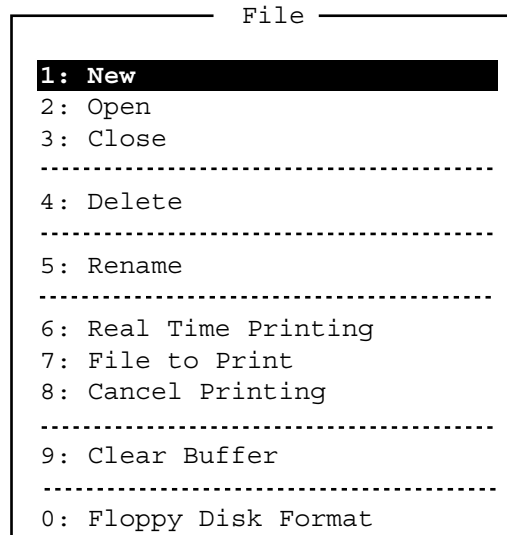 File
1: New
2: Open
3: Close
4: Delete
5: Rename
6: Real Time Printing
7: File to Print
8: Cancel Printing
9: Clear Buffer
0: Floppy Disk Format